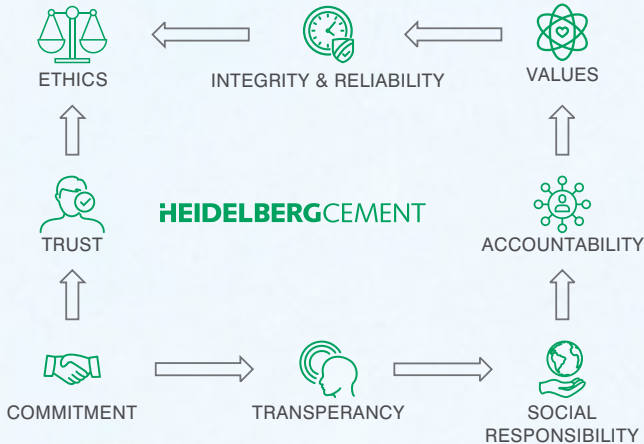 ETHICS
INTEGRITY & RELIABILITY
VALUES
TRUST
HEIDELBERGCEMENT
ACCOUNTABILITY
COMMITMENT
TRANSPERANCY
SOCIAL
RESPONSIBILITY